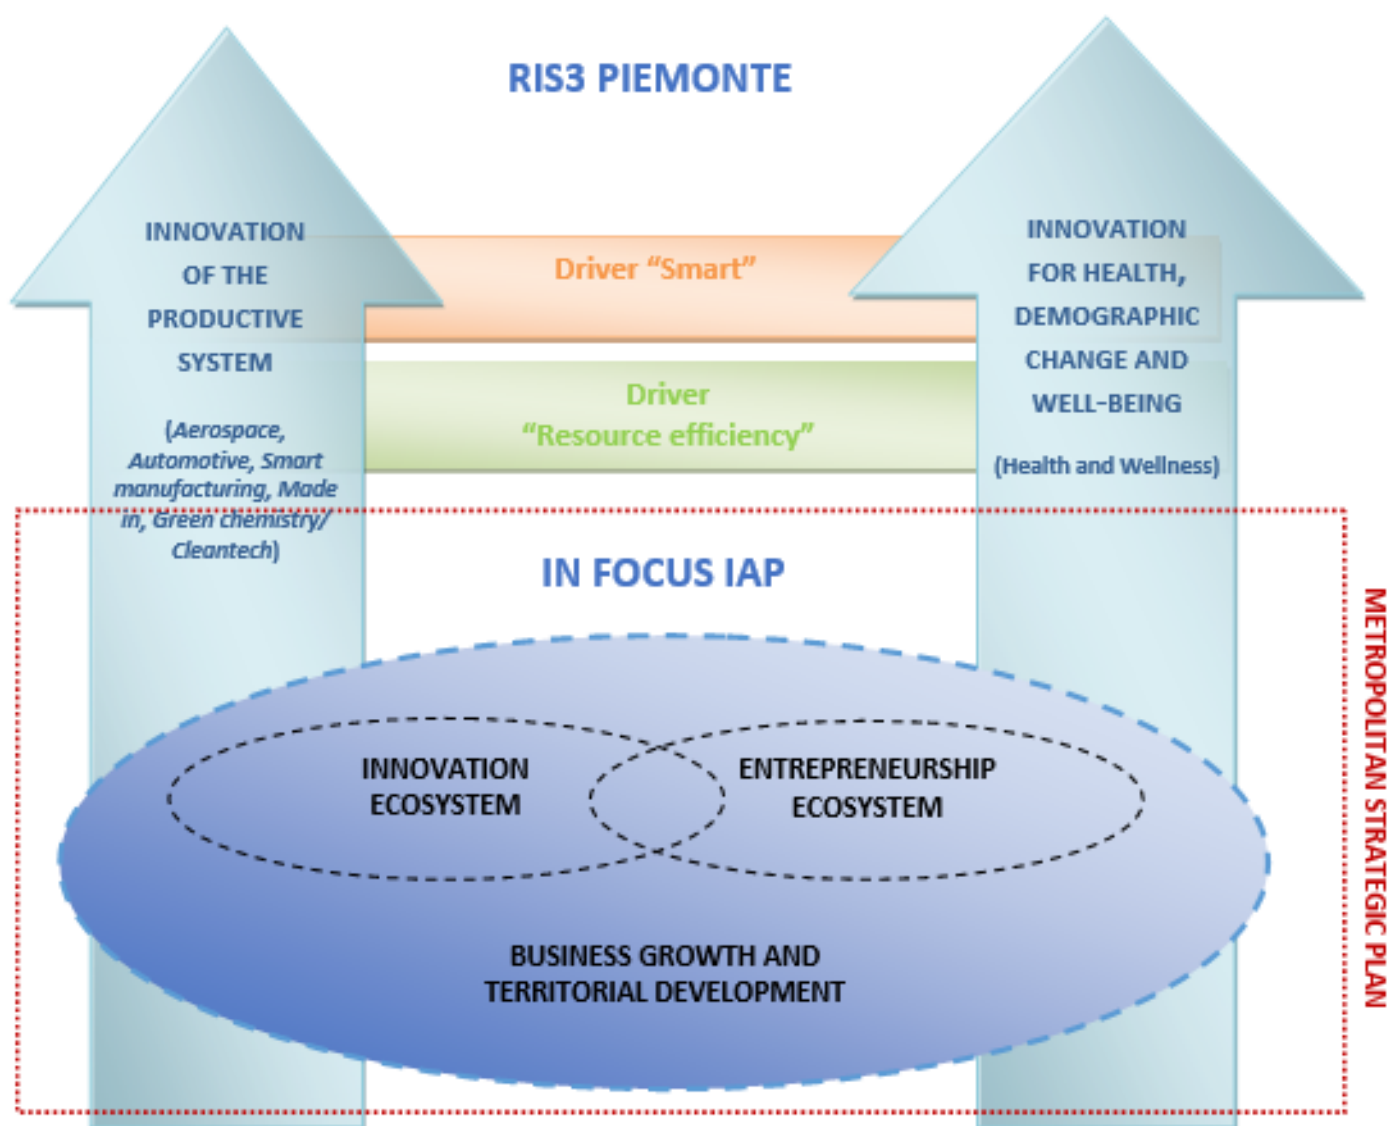 RIS3 PIEMONTE
INNOVATION
OF THE
PRODUCTIVE
SYSTEM
(Aerospace,
Automotive, Smart
manufacturing, Made
in, Green chemistry/
Cleantech)
Driver “Smart”
Driver
“Resource efficiency”
INNOVATION
FOR HEALTH,
DEMOGRAPHIC
CHANGE AND
WELL-BEING
(Health and Wellness)
IN FOCUS IAP
INNOVATION
ECOSYSTEM
ENTREPRENEURSHIP
ECOSYSTEM
BUSINESS GROWTH AND
TERRITORIAL DEVELOPMENT
METROPOLITAN STRATEGIC PLAN